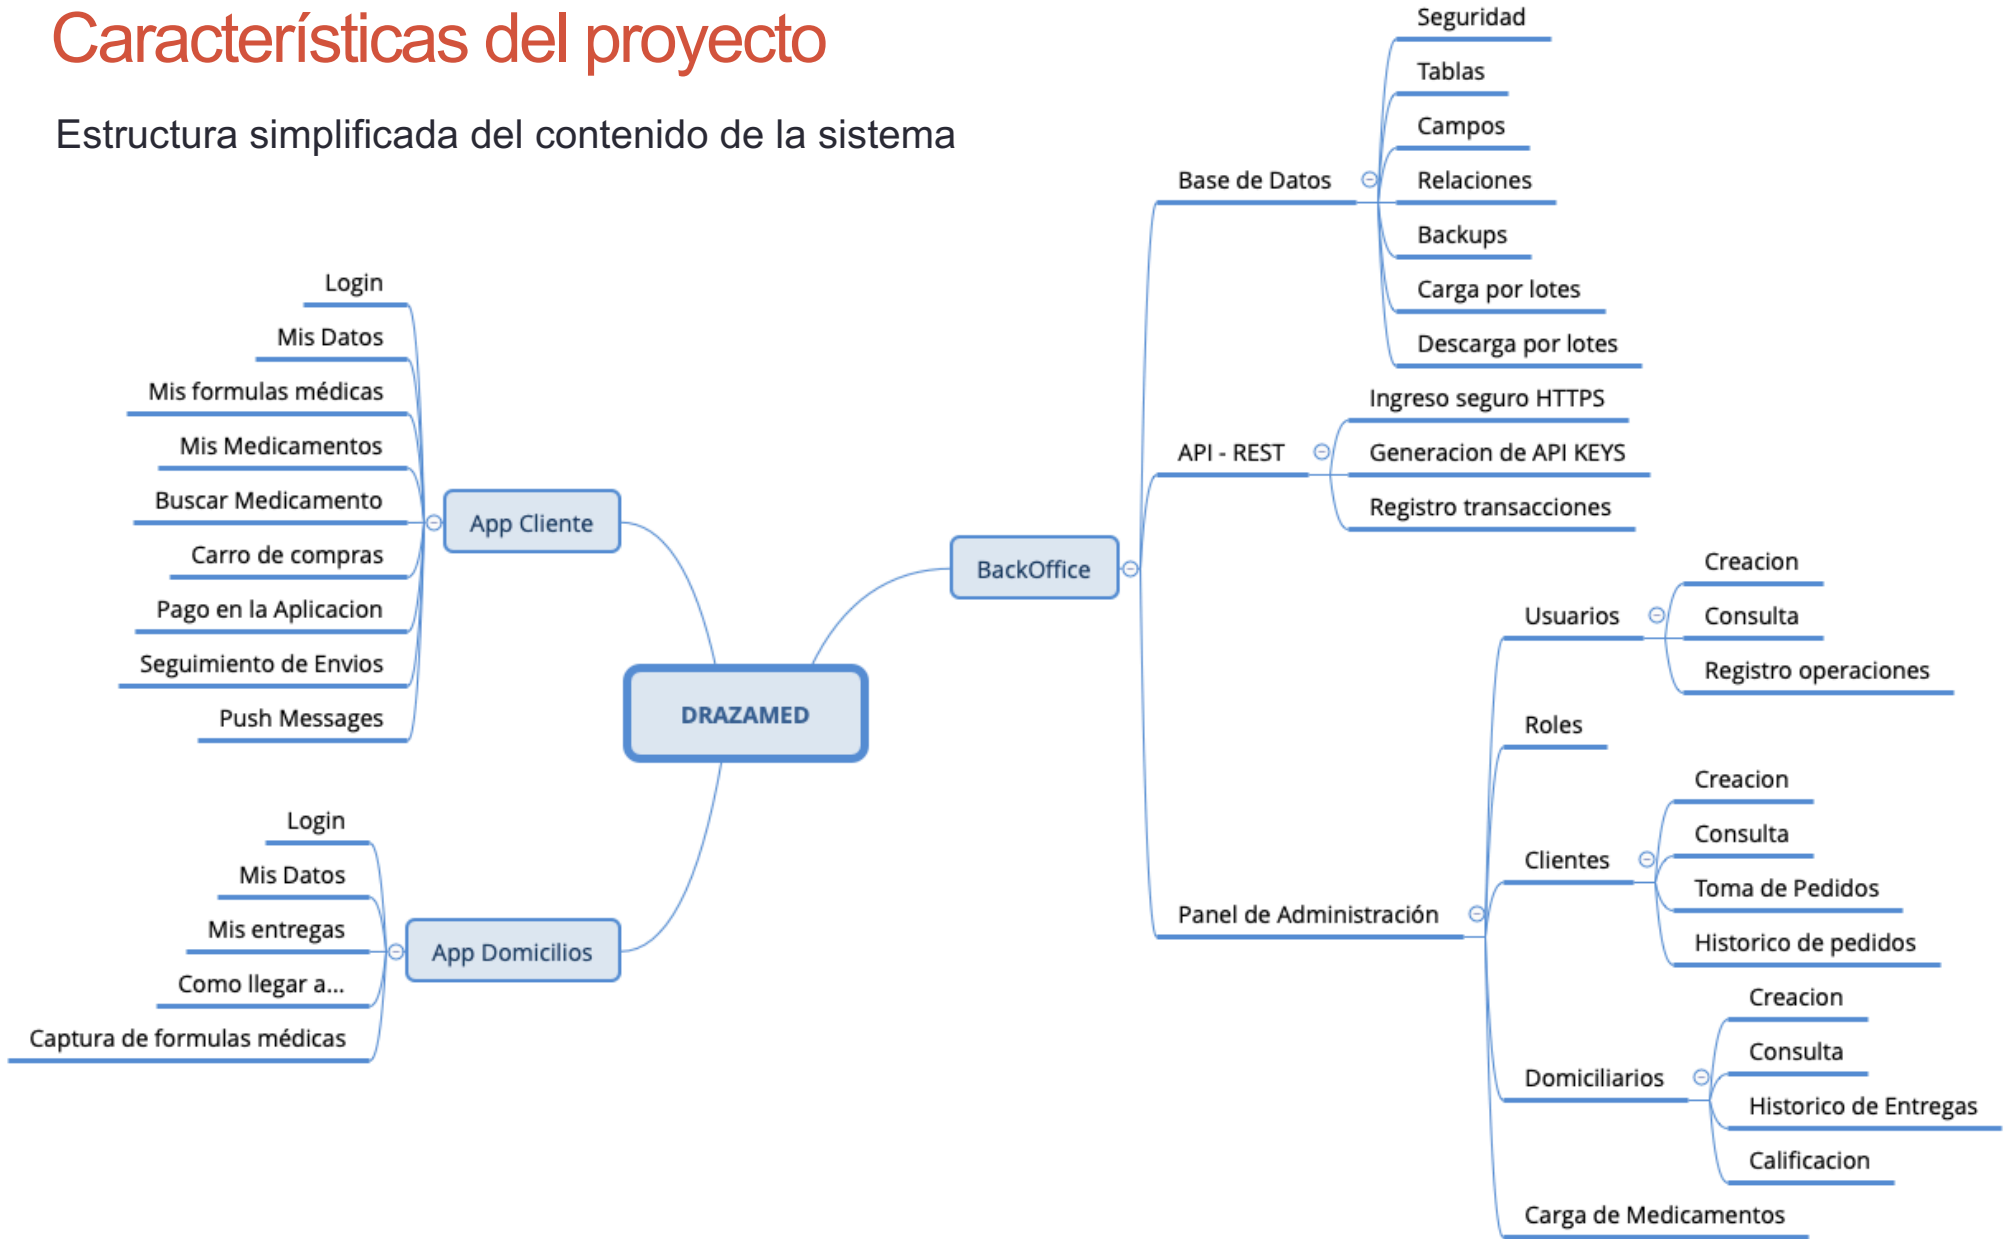 Características del proyecto
Estructura simplificada del contenido de la sistema
DRAZAMED
App Cliente
Login
Mis Datos
Mis formulas médicas
Mis Medicamentos
Buscar Medicamento
Carro de compras
Pago en la Aplicacion
Seguimiento de Envios
Push Messages
App Domicilios
Login
Mis Datos
Mis entregas
Como llegar a...
Captura de formulas médicas
BackOffice
Base de Datos
Seguridad
Tablas
Campos
Relaciones
Backups
Carga por lotes
Descarga por lotes
API - REST
Ingreso seguro HTTPS
Generacion de API KEYS
Registro transacciones
Panel de Administración
Usuarios
Creacion
Consulta
Registro operaciones
Roles
Clientes
Creacion
Consulta
Toma de Pedidos
Historico de pedidos
Domiciliarios
Creacion
Consulta
Historico de Entregas
Calificacion
Carga de Medicamentos